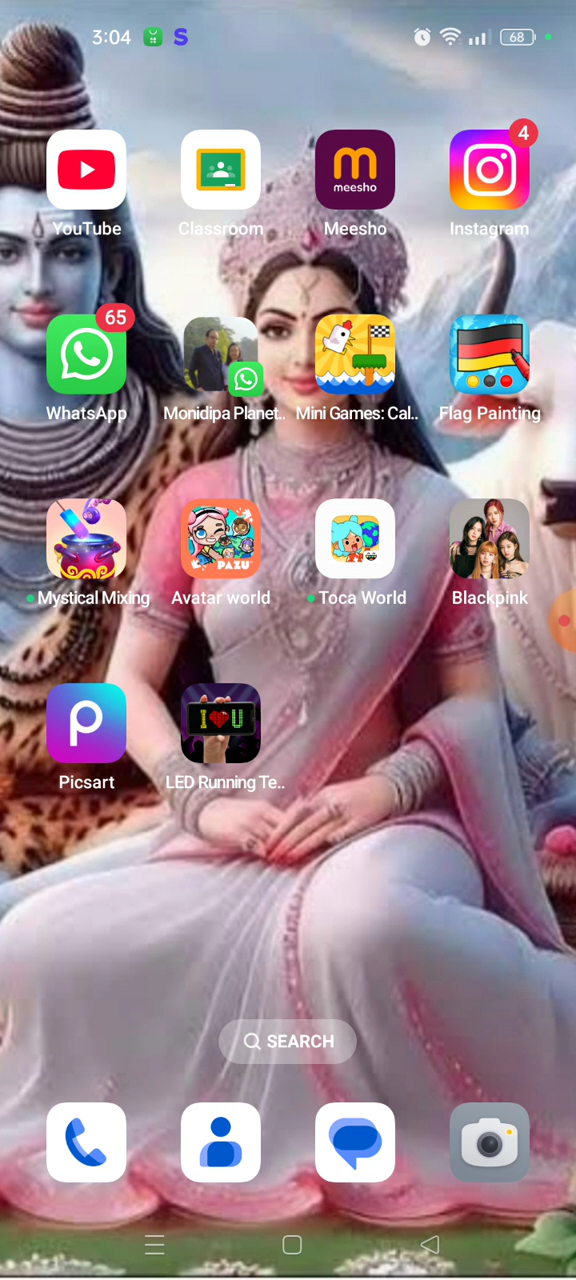 3:04 S 68
4
YouTube Classroom meesho Meesho Instagram
65
WhatsApp Monidipa Planet.. Mini Games: Cal.. Flag Painting
PAZU
Mystical Mixing Avatar world Toca World Blackpink
I U
Picsart LED Running Te..
SEARCH